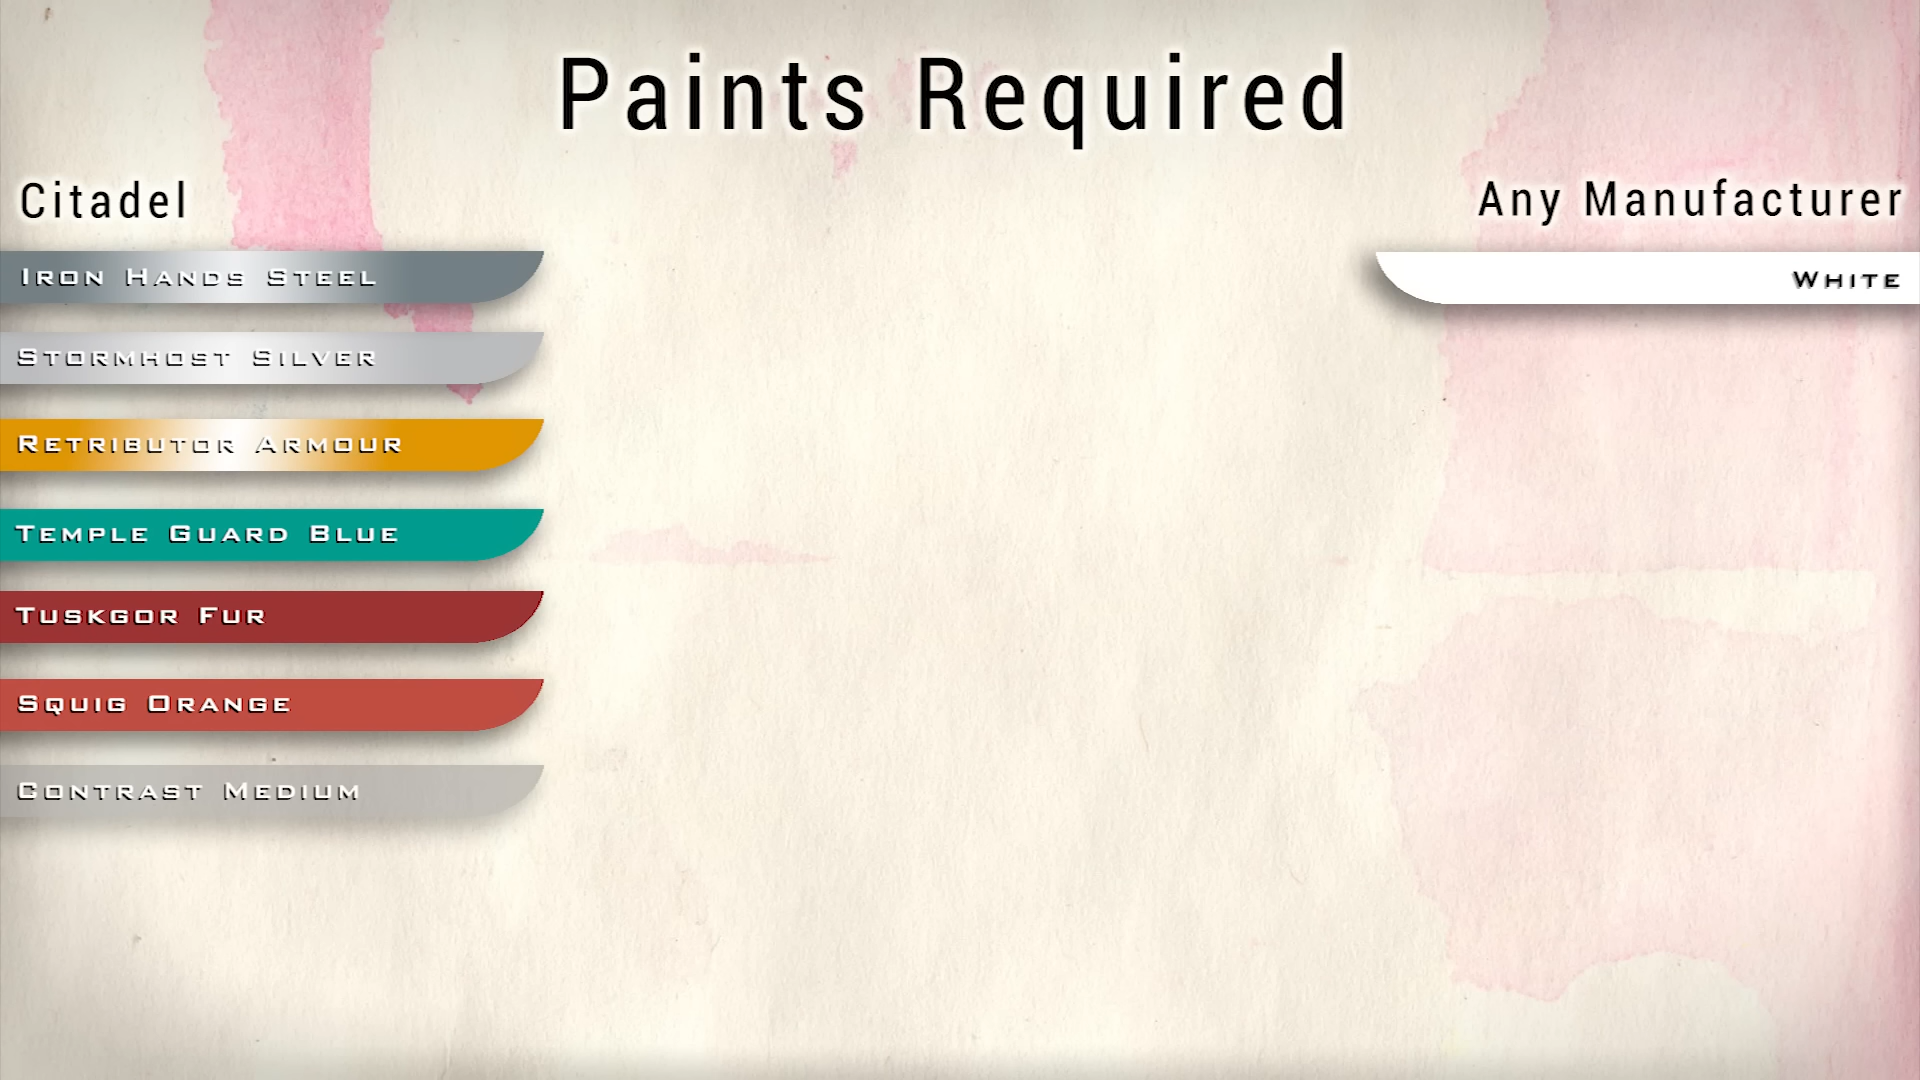 Paints Required
Citadel
Iron Hands Steel
Stormhost Silver
Retributor Armour
Temple Guard Blue
Tuskgor Fur
Squig Orange
Contrast Medium
Any Manufacturer
White